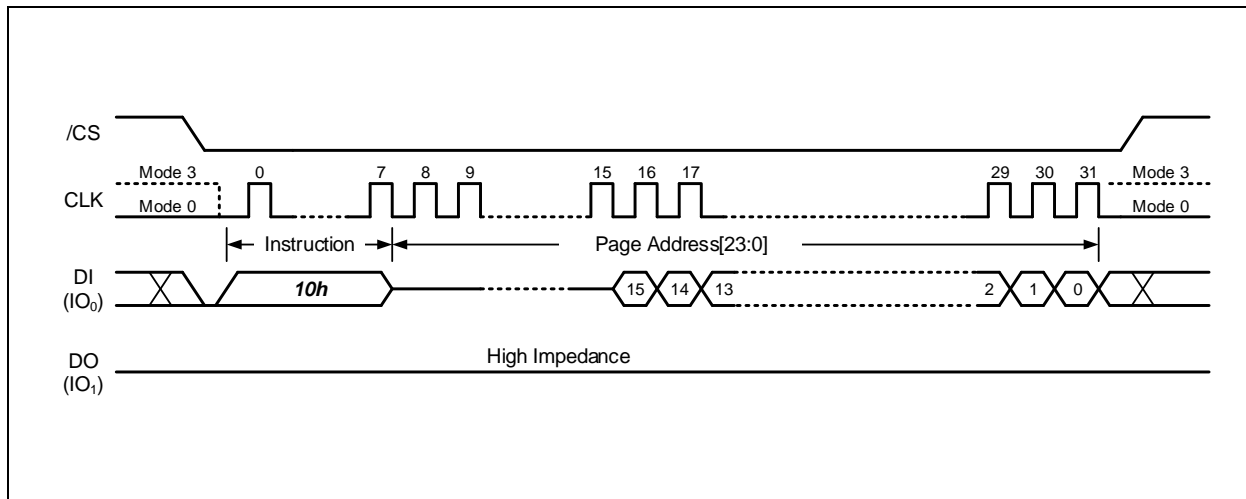 /CS
Mode 3 0 7 8 9 15 16 17 29 30 31 Mode 3
CLK
Mode 0 Mode 0
Instruction Page Address[23:0]
DI
(IO₀)
10h 15 14 13 2 1 0
High Impedance
DO
(IO₁)